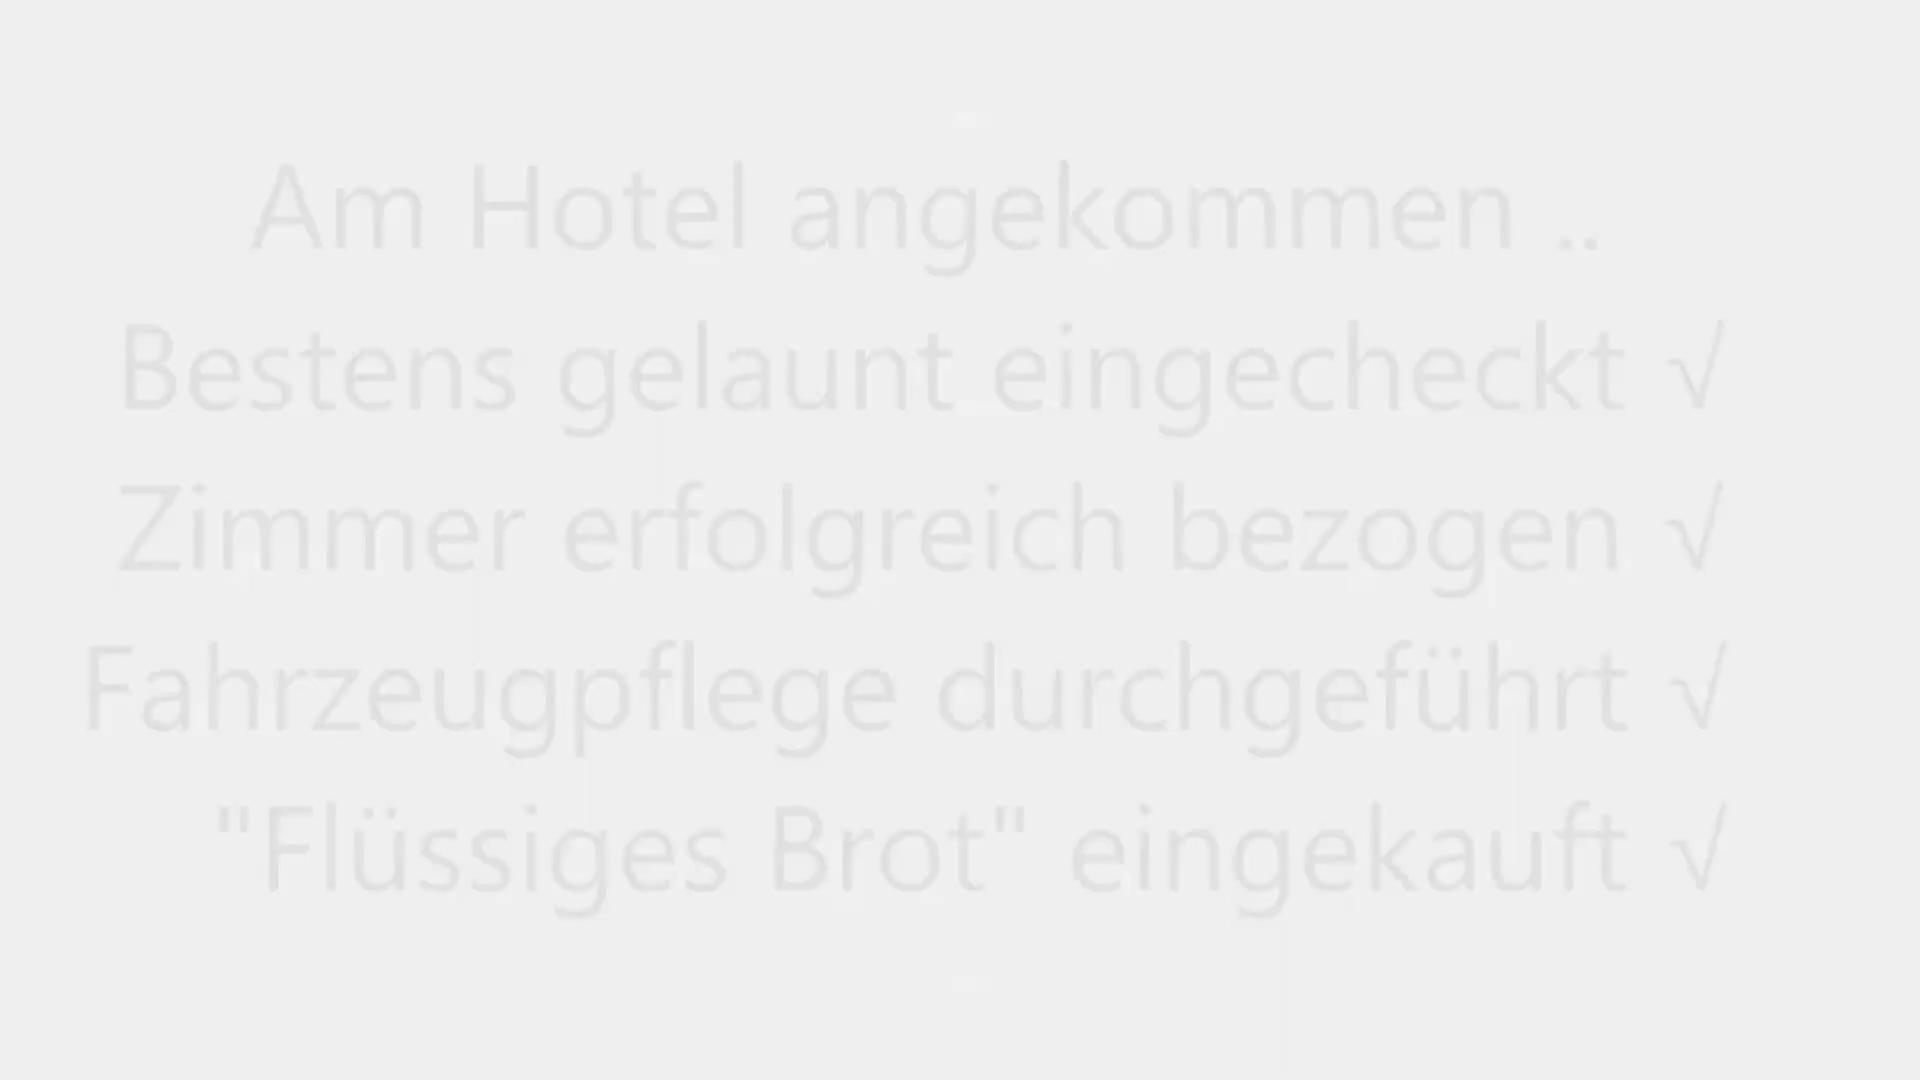 Am Hotel angekommen ..
Bestens gelaunt eingecheckt √
Zimmer erfolgreich bezogen √
Fahrzeugpflege durchgeführt √
"Flüssiges Brot" eingekauft √